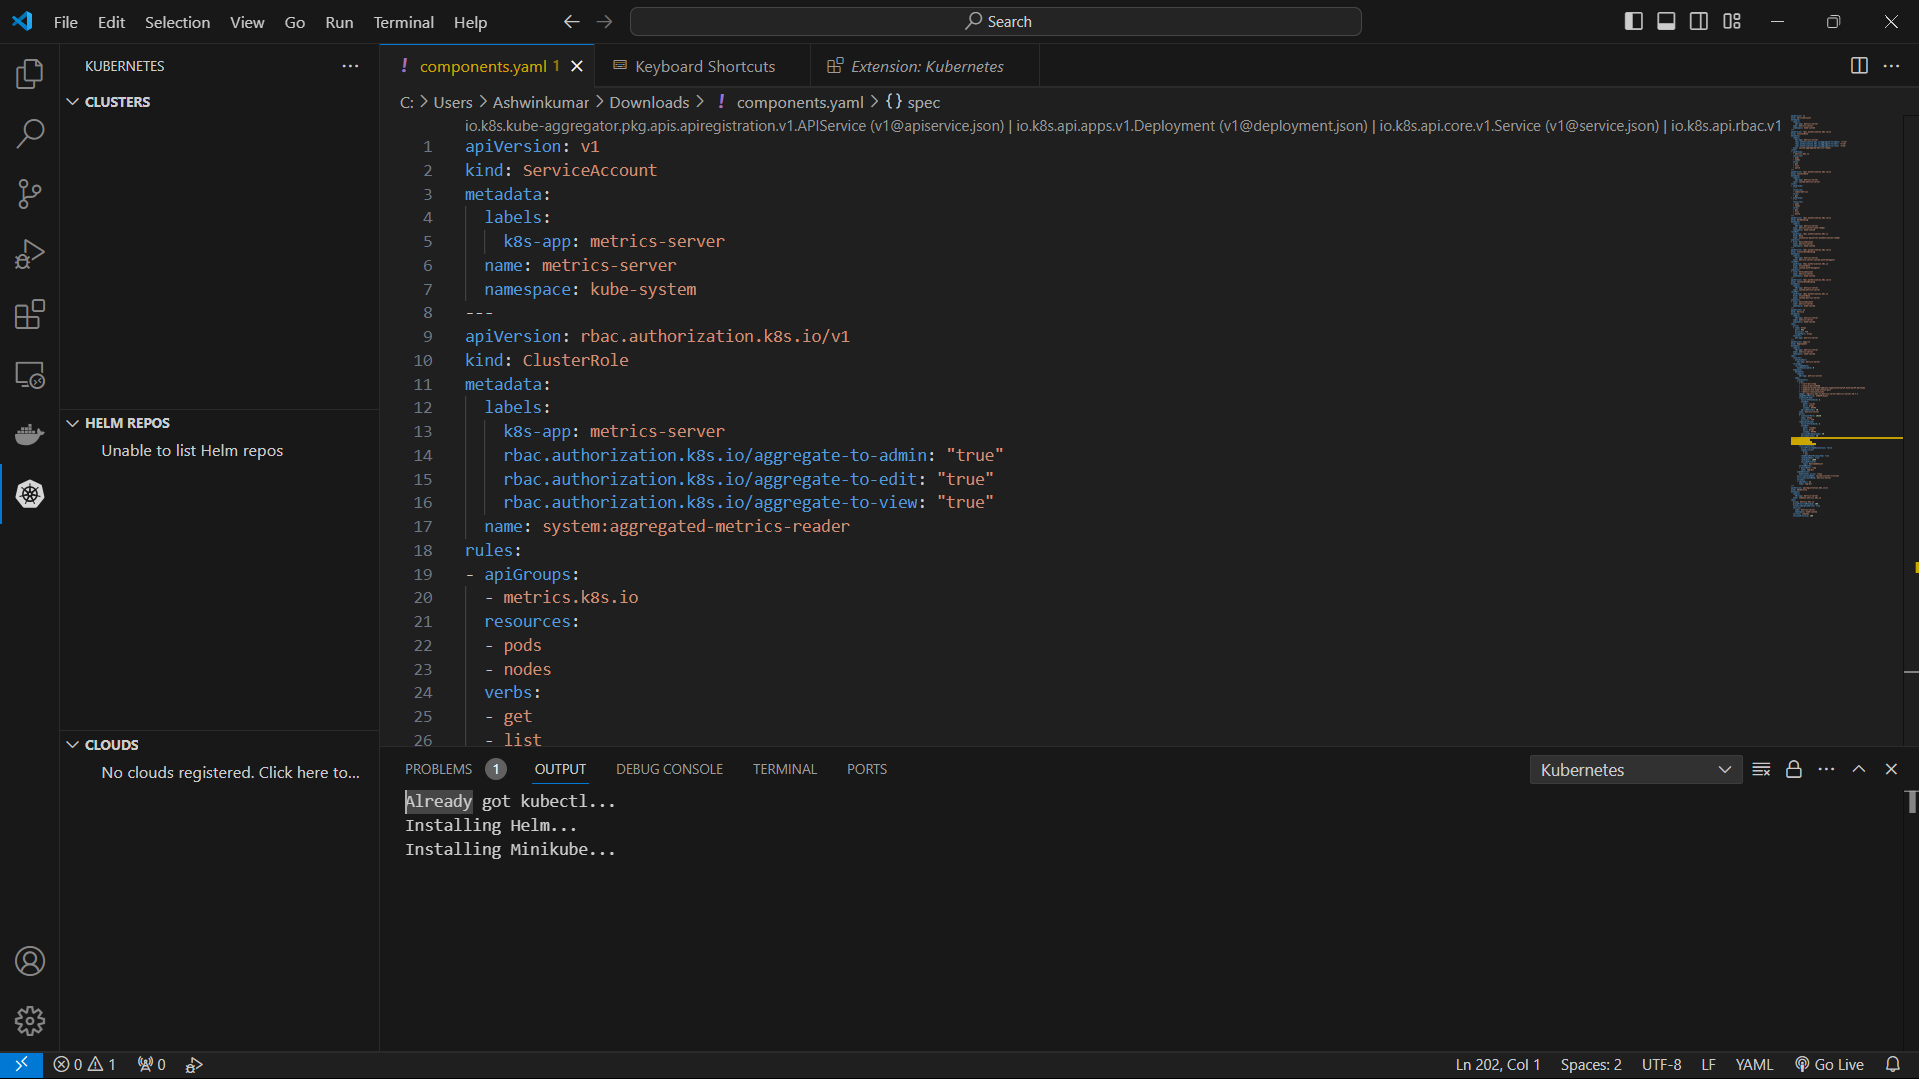 File Edit Selection View Go Run Terminal Help
Search
KUBERNETES
CLUSTERS
HELM REPOS
Unable to list Helm repos
CLOUDS
No clouds registered. Click here to...
! components.yaml 1
Keyboard Shortcuts
Extension: Kubernetes
C: > Users > Ashwinkumar > Downloads > ! components.yaml > {} spec
io.k8s.kube-aggregator.pkg.apis.apiregistration.v1.APIService (v1@apiservice.json) | io.k8s.api.apps.v1.Deployment (v1@deployment.json) | io.k8s.api.core.v1.Service (v1@service.json) | io.k8s.api.rbac.v1
1 apiVersion: v1
2 kind: ServiceAccount
3 metadata:
4   labels:
5     k8s-app: metrics-server
6   name: metrics-server
7   namespace: kube-system
8 ---
9 apiVersion: rbac.authorization.k8s.io/v1
10 kind: ClusterRole
11 metadata:
12   labels:
13     k8s-app: metrics-server
14     rbac.authorization.k8s.io/aggregate-to-admin: "true"
15     rbac.authorization.k8s.io/aggregate-to-edit: "true"
16     rbac.authorization.k8s.io/aggregate-to-view: "true"
17   name: system:aggregated-metrics-reader
18 rules:
19 - apiGroups:
20   - metrics.k8s.io
21   resources:
22   - pods
23   - nodes
24   verbs:
25   - get
26   - list
PROBLEMS 1 OUTPUT DEBUG CONSOLE TERMINAL PORTS
Kubernetes
Already got kubectl...
Installing Helm...
Installing Minikube...
0 1 0
Ln 202, Col 1 Spaces: 2 UTF-8 LF YAML Go Live